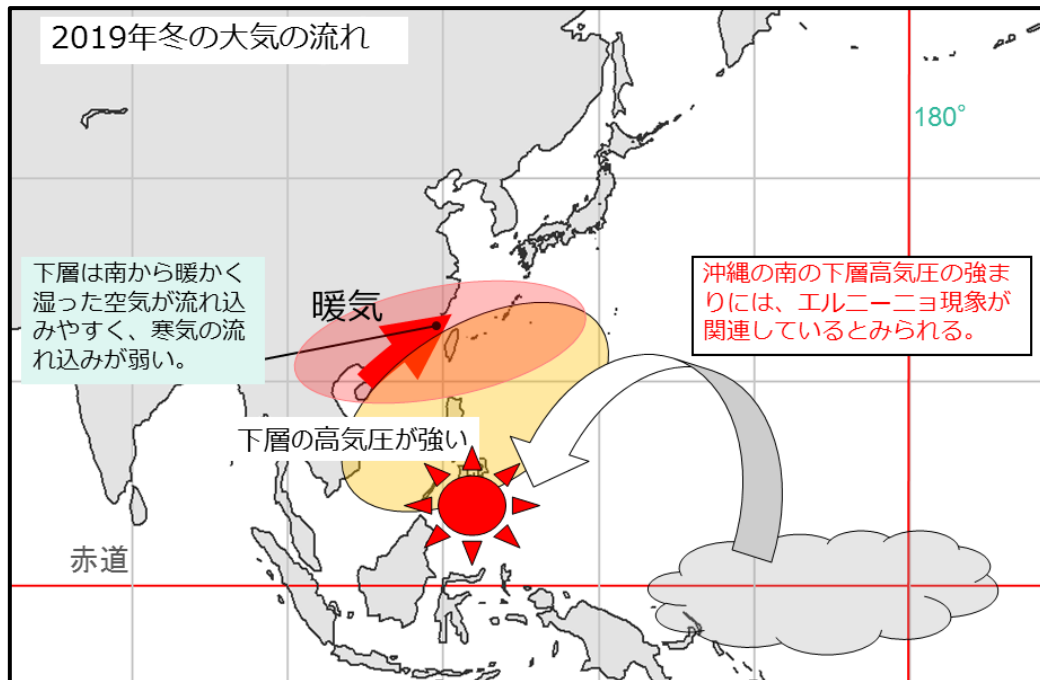 2019年冬の大気の流れ
180°
下層は南から暖かく
湿った空気が流れ込
みやすく、寒気の流
れ込みが弱い。
暖気
沖縄の南の下層高気圧の強ま
りには、エルニーニョ現象が
関連しているとみられる。
下層の高気圧が強い
赤道